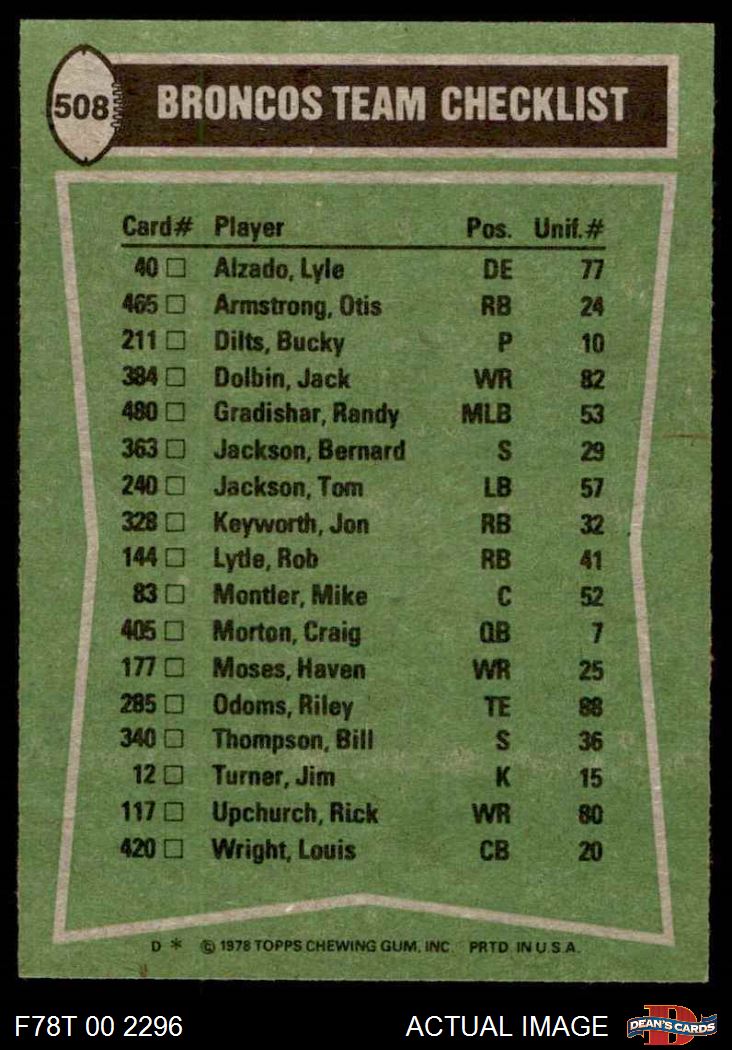 508 BRONCOS TEAM CHECKLIST
Card# Player Pos. Unif.#
40 □ Alzado, Lyle DE 77
465 □ Armstrong, Otis RB 24
211 □ Dilts, Bucky P 10
384 □ Dolbin, Jack WR 82
480 □ Gradishar, Randy MLB 53
363 □ Jackson, Bernard S 29
240 □ Jackson, Tom LB 57
328 □ Keyworth, Jon RB 32
144 □ Lytle, Rob RB 41
83 □ Montler, Mike C 52
405 □ Morton, Craig QB 7
177 □ Moses, Haven WR 25
285 □ Odoms, Riley TE 88
340 □ Thompson, Bill S 36
12 □ Turner, Jim K 15
117 □ Upchurch, Rick WR 80
420 □ Wright, Louis CB 20
D * © 1978 TOPPS CHEWING GUM, INC. PRTD. IN U.S.A.
F78T 00 2296 ACTUAL IMAGE D DEAN'S CARDS